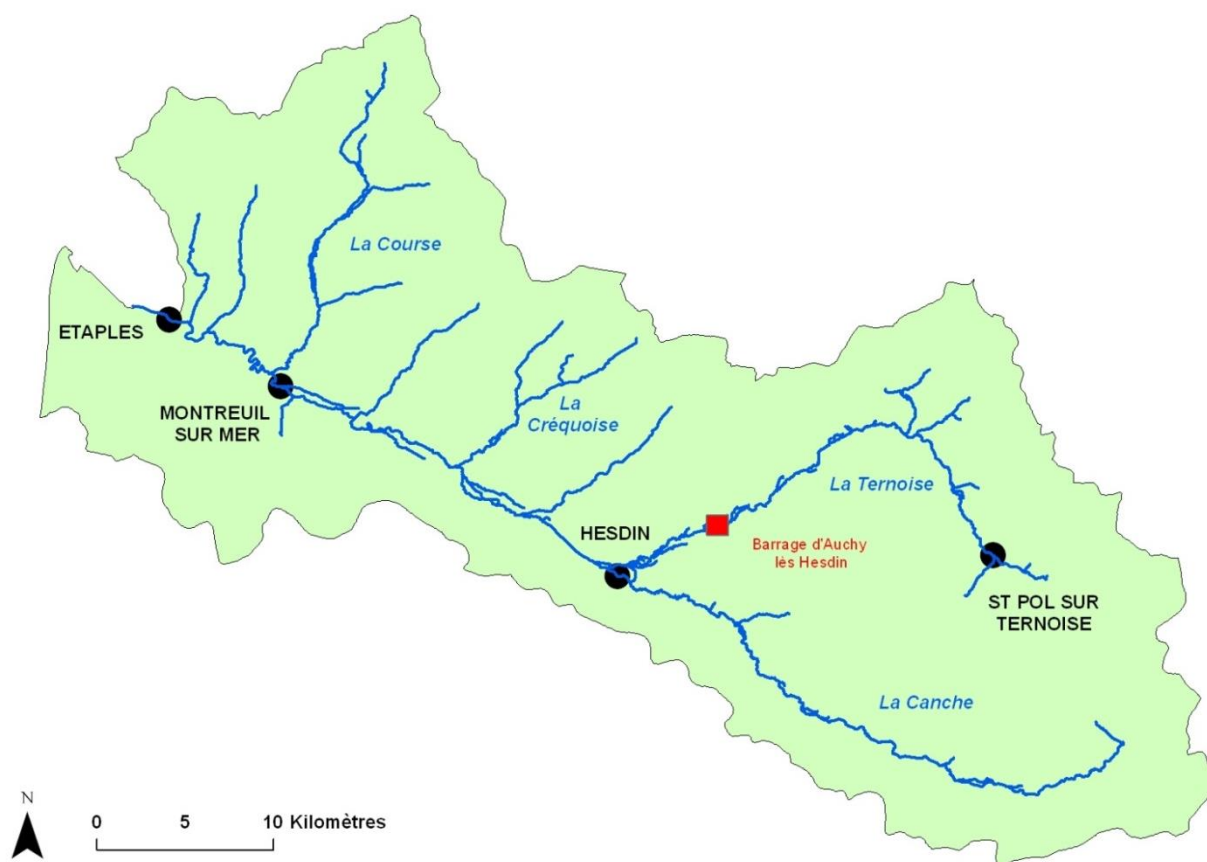 La Course
ETAPLES
MONTREUIL
SUR MER
La
Créquoise
La Ternoise
HESDIN
Barrage d'Auchy
lés Hesdin
ST POL SUR
TERNOISE
La Canche
N
0 5 10 Kilomètres